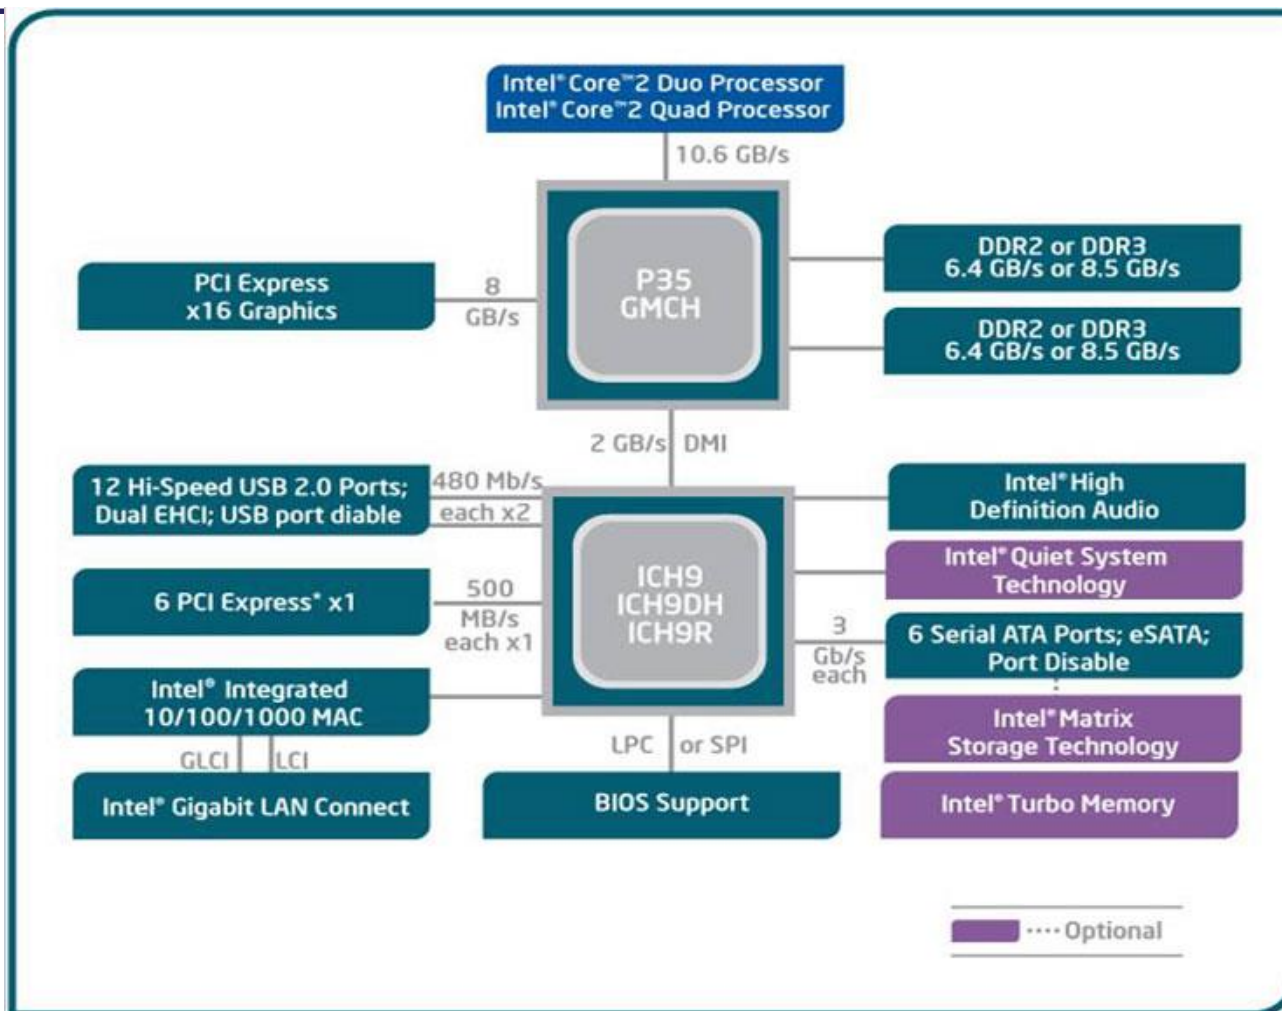 Intel® Core™2 Duo Processor
Intel® Core™2 Quad Processor
10.6 GB/s
PCI Express
x16 Graphics
8
GB/s
P35
GMCH
DDR2 or DDR3
6.4 GB/s or 8.5 GB/s
DDR2 or DDR3
6.4 GB/s or 8.5 GB/s
2 GB/s DMI
12 Hi-Speed USB 2.0 Ports;
Dual EHCI; USB port diable
480 Mb/s
each x2
6 PCI Express* x1
500
MB/s
each x1
Intel® Integrated
10/100/1000 MAC
GLCI LCI
Intel® Gigabit LAN Connect
ICH9
ICH9DH
ICH9R
LPC or SPI
BIOS Support
Intel® High
Definition Audio
Intel® Quiet System
Technology
3
Gb/s
each
6 Serial ATA Ports; eSATA;
Port Disable
Intel® Matrix
Storage Technology
Intel® Turbo Memory
Optional